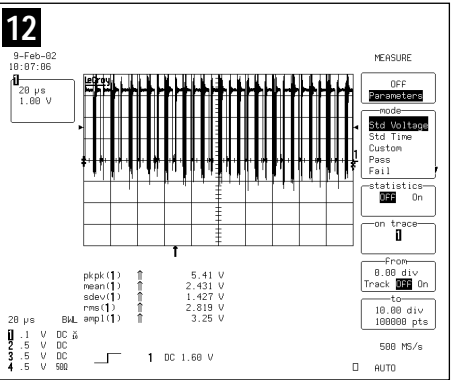 12
9-Feb-02
10:07:06
1
20 µs
1.00 V
LeCroy
1
MEASURE
OFF
Parameters
mode
Std Voltage
Std Time
Custom
Pass
Fail
statistics
OFF On
on trace
1
from
0.00 div
Track OFF On
to
10.00 div
100000 pts
pkpk(1) ⇑ 5.41 V
mean(1) ⇑ 2.431 V
sdev(1) ⇑ 1.427 V
rms(1) ⇑ 2.819 V
ampl(1) ⇑ 3.25 V
20 µs BWL
1 .1 V DC X10
2 .5 V DC
3 .5 V DC
4 .5 V 50Ω
1 DC 1.60 V
500 MS/s
AUTO